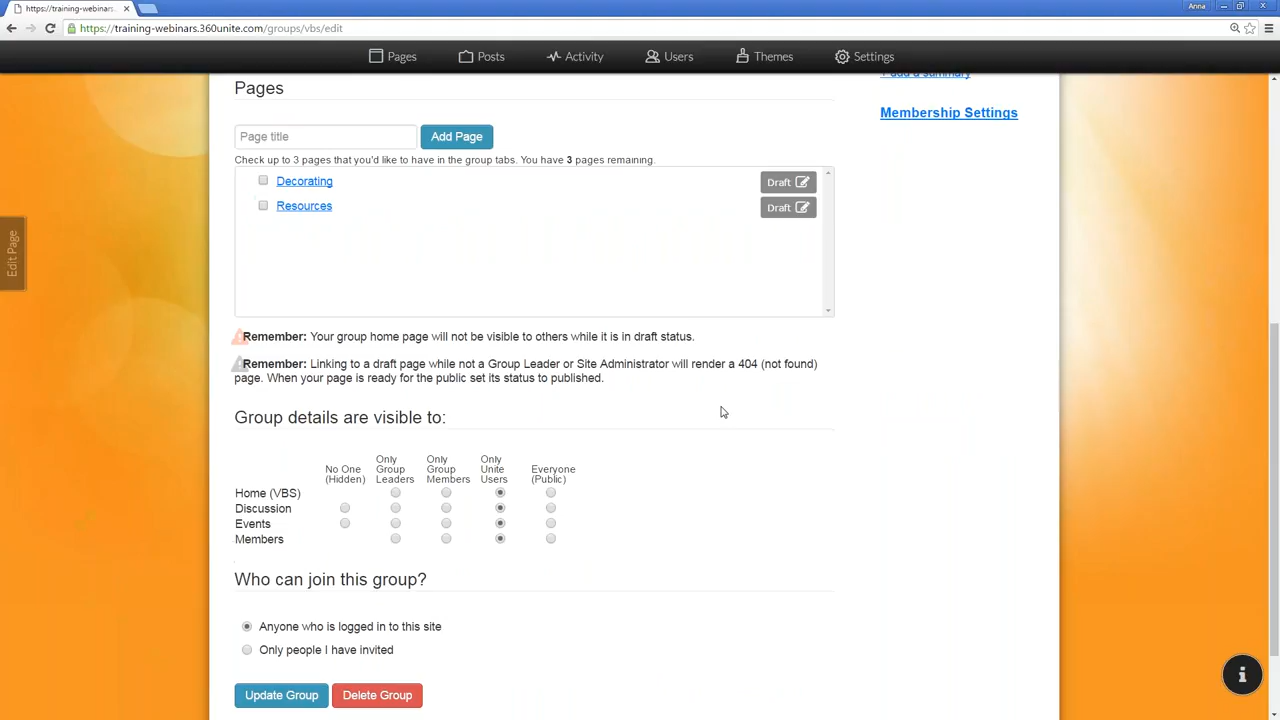 https://training-webinars. ×
Anna
https://training-webinars.360unite.com/groups/vbs/edit
Pages Posts Activity Users Themes Settings
+ add a summary
Pages
Membership Settings
Page title Add Page
Check up to 3 pages that you'd like to have in the group tabs. You have 3 pages remaining.
Decorating Draft
Resources Draft
Edit Page
Remember: Your group home page will not be visible to others while it is in draft status.
Remember: Linking to a draft page while not a Group Leader or Site Administrator will render a 404 (not found)
page. When your page is ready for the public set its status to published.
Group details are visible to:
No One
(Hidden)
Only
Group
Leaders
Only
Group
Members
Only
Unite
Users
Everyone
(Public)
Home (VBS)
Discussion
Events
Members
Who can join this group?
Anyone who is logged in to this site
Only people I have invited
Update Group Delete Group